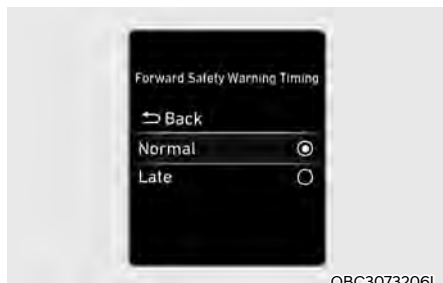 Forward Safety Warning Timing
Back
Normal
Late
OBC3073206L